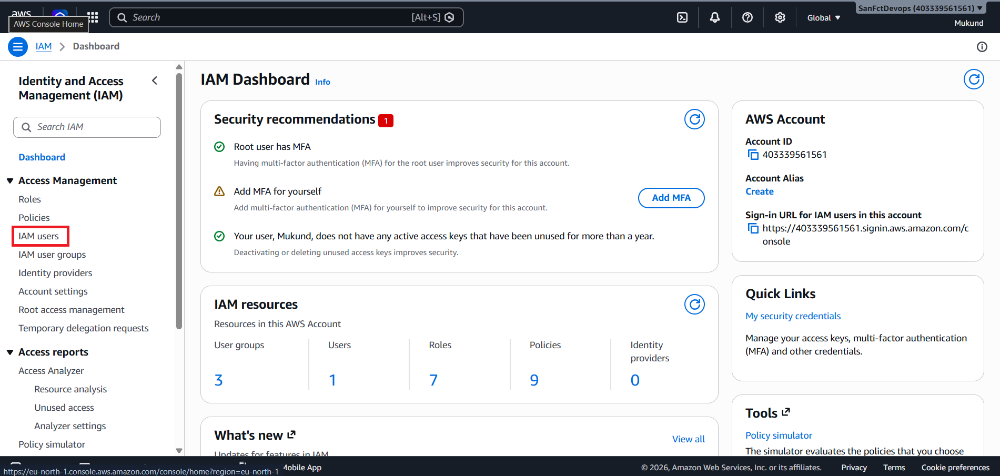 aws
Search
[Alt+S]
Global ▼
SanFctDevops (403339561561) ▼
Mukund
AWS Console Home
IAM > Dashboard
Identity and Access
Management (IAM)
Search IAM
Dashboard
Access Management
Roles
Policies
IAM users
IAM user groups
Identity providers
Account settings
Root access management
Temporary delegation requests
Access reports
Access Analyzer
Resource analysis
Unused access
Analyzer settings
Policy simulator
IAM Dashboard Info
Security recommendations 1
Root user has MFA
Having multi-factor authentication (MFA) for the root user improves security for this account.
Add MFA for yourself
Add multi-factor authentication (MFA) for yourself to improve security for this account.
Add MFA
Your user, Mukund, does not have any active access keys that have been unused for more than a year.
Deactivating or deleting unused access keys improves security.
IAM resources
Resources in this AWS Account
User groups
3
Users
1
Roles
7
Policies
9
Identity
providers
0
What's new
View all
Updates for features in IAM
AWS Account
Account ID
403339561561
Account Alias
Create
Sign-in URL for IAM users in this account
https://403339561561.signin.aws.amazon.com/c
onsole
Quick Links
My security credentials
Manage your access keys, multi-factor authentication
(MFA) and other credentials.
Tools
Policy simulator
The simulator evaluates the policies that you choose
https://eu-north-1.console.aws.amazon.com/console/home?region=eu-north-1
Mobile App
© 2026, Amazon Web Services, Inc. or its affiliates.
Privacy
Terms
Cookie preferences